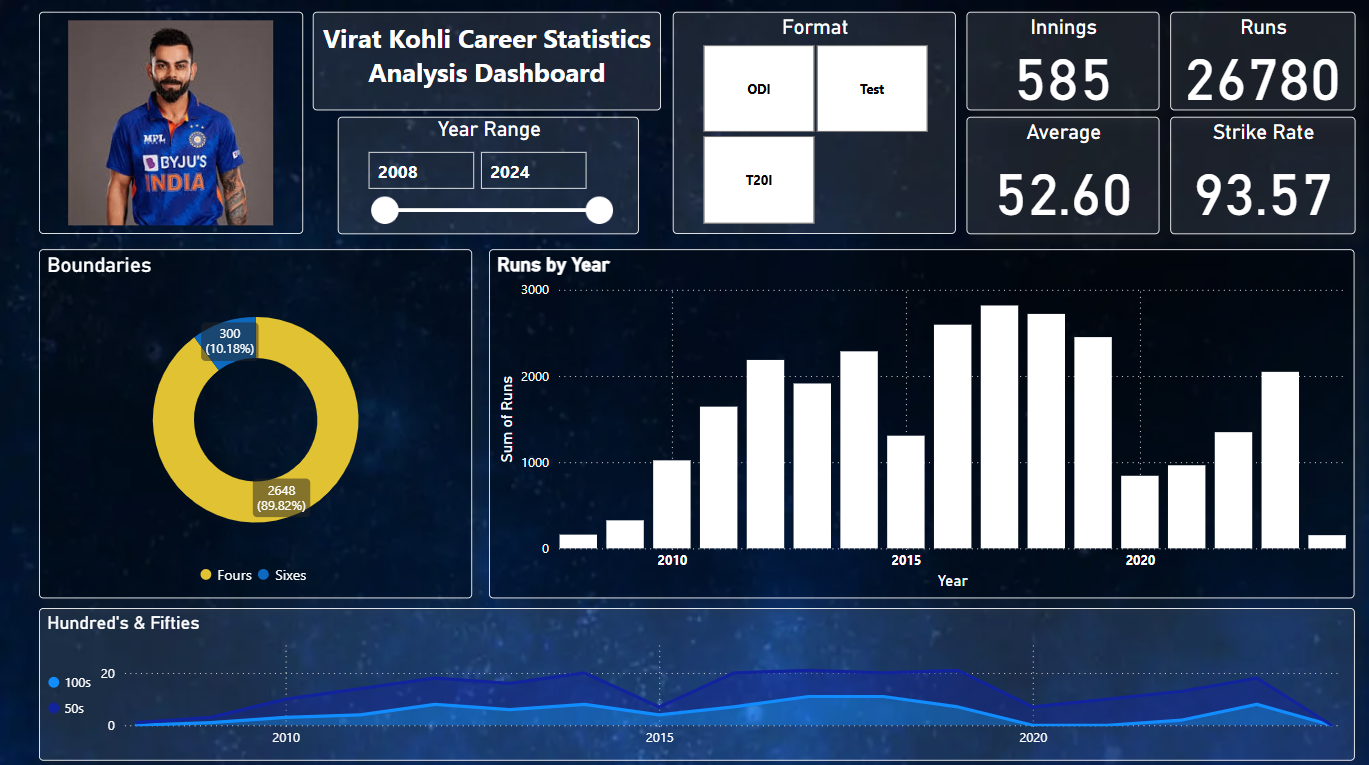 MPL
BYJU'S
INDIA
Virat Kohli Career Statistics
Analysis Dashboard
Year Range
2008
2024
Format
ODI
Test
T20I
Innings
585
Runs
26780
Average
52.60
Strike Rate
93.57
Boundaries
300
(10.18%)
2648
(89.82%)
Fours
Sixes
Runs by Year
3000
2000
1000
0
Sum of Runs
2010
2015
2020
Year
Hundred's & Fifties
100s
50s
20
0
2010
2015
2020